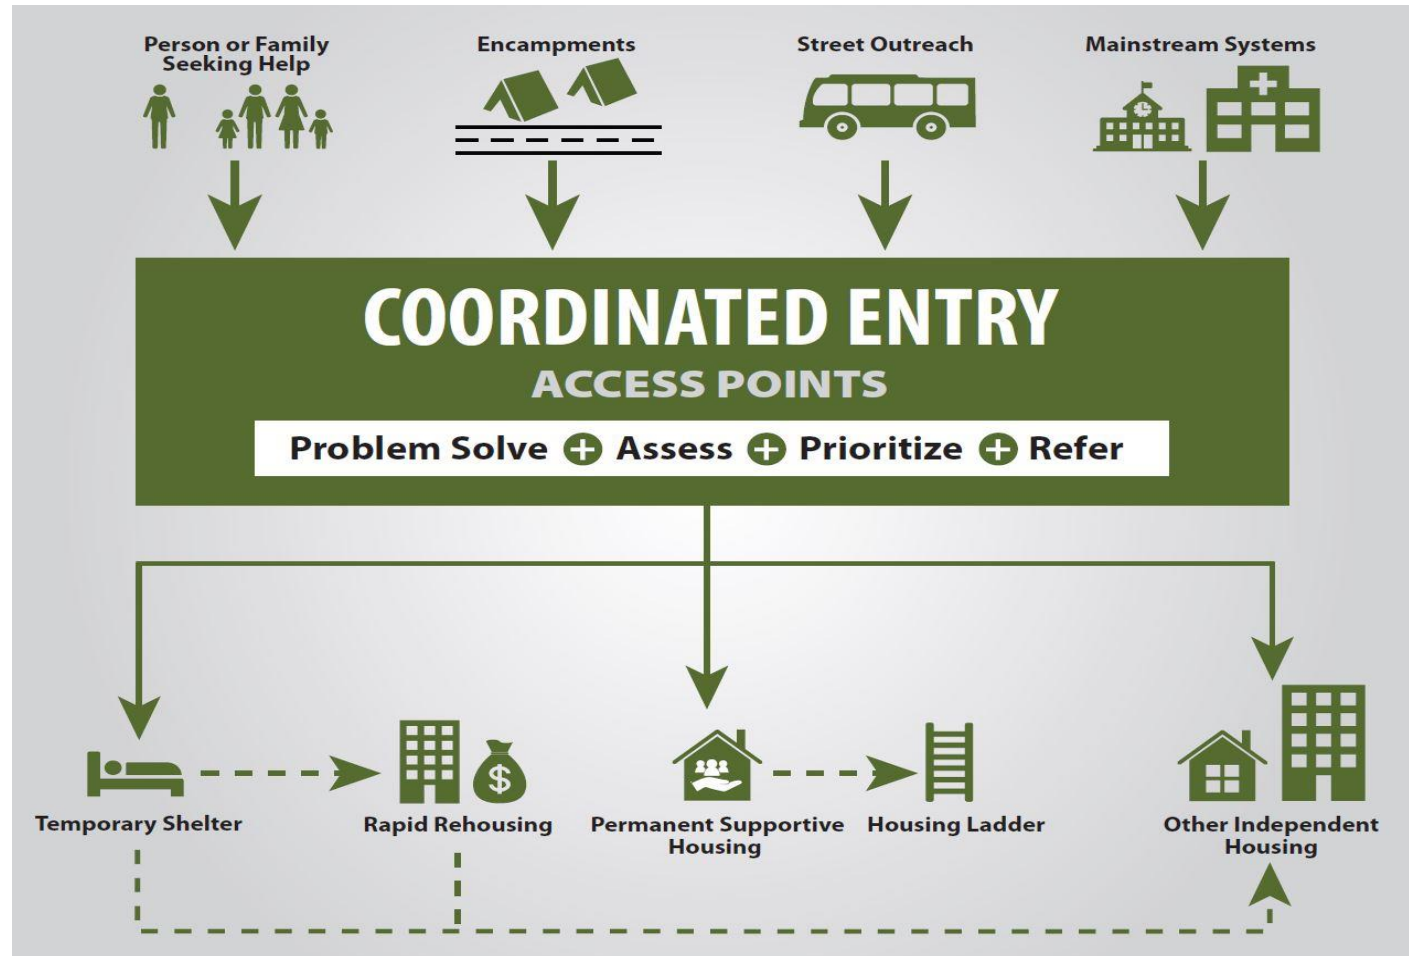 Person or Family
Seeking Help
Encampments
Street Outreach
Mainstream Systems
COORDINATED ENTRY
ACCESS POINTS
Problem Solve + Assess + Prioritize + Refer
$
Temporary Shelter
Rapid Rehousing
Permanent Supportive
Housing
Housing Ladder
Other Independent
Housing